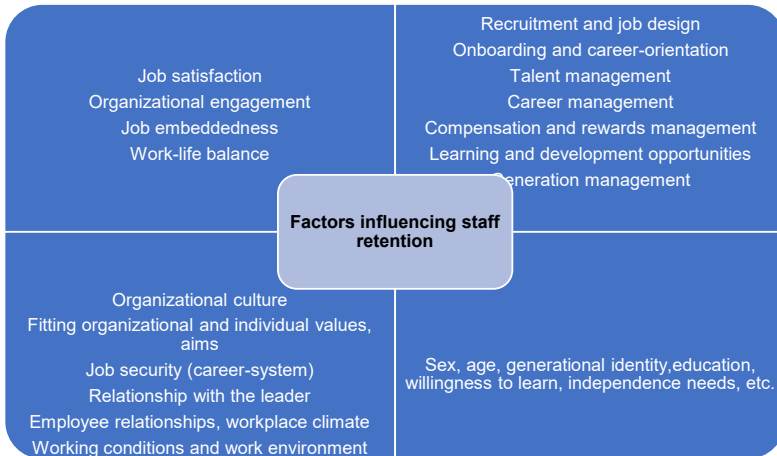 Job satisfaction
Organizational engagement
Job embeddedness
Work-life balance
Recruitment and job design
Onboarding and career-orientation
Talent management
Career management
Compensation and rewards management
Learning and development opportunities
Generation management
Factors influencing staff
retention
Organizational culture
Fitting organizational and individual values,
aims
Job security (career-system)
Relationship with the leader
Employee relationships, workplace climate
Working conditions and work environment
Sex, age, generational identity,education,
willingness to learn, independence needs, etc.